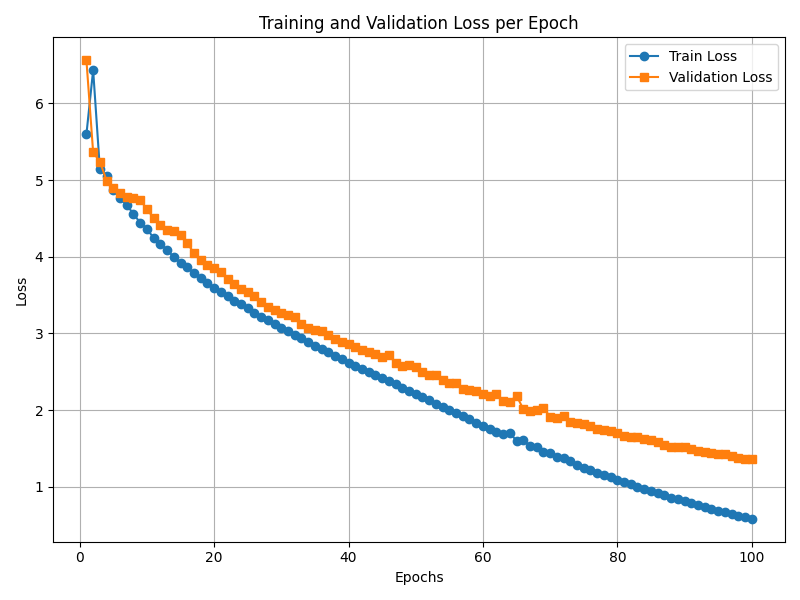 Training and Validation Loss per Epoch
Train Loss
Validation Loss
Loss
6
5
4
3
2
1
0 20 40 60 80 100
Epochs